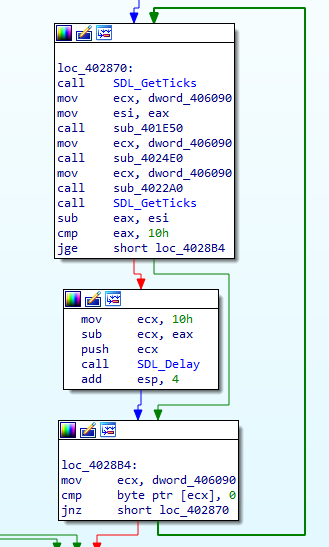 loc_402870:
call SDL_GetTicks
mov ecx, dword_406090
mov esi, eax
call sub_401E50
mov ecx, dword_406090
call sub_4024E0
mov ecx, dword_406090
call sub_4022A0
call SDL_GetTicks
sub eax, esi
cmp eax, 10h
jge short loc_4028B4
mov ecx, 10h
sub ecx, eax
push ecx
call SDL_Delay
add esp, 4
loc_4028B4:
mov ecx, dword_406090
cmp byte ptr [ecx], 0
jnz short loc_402870